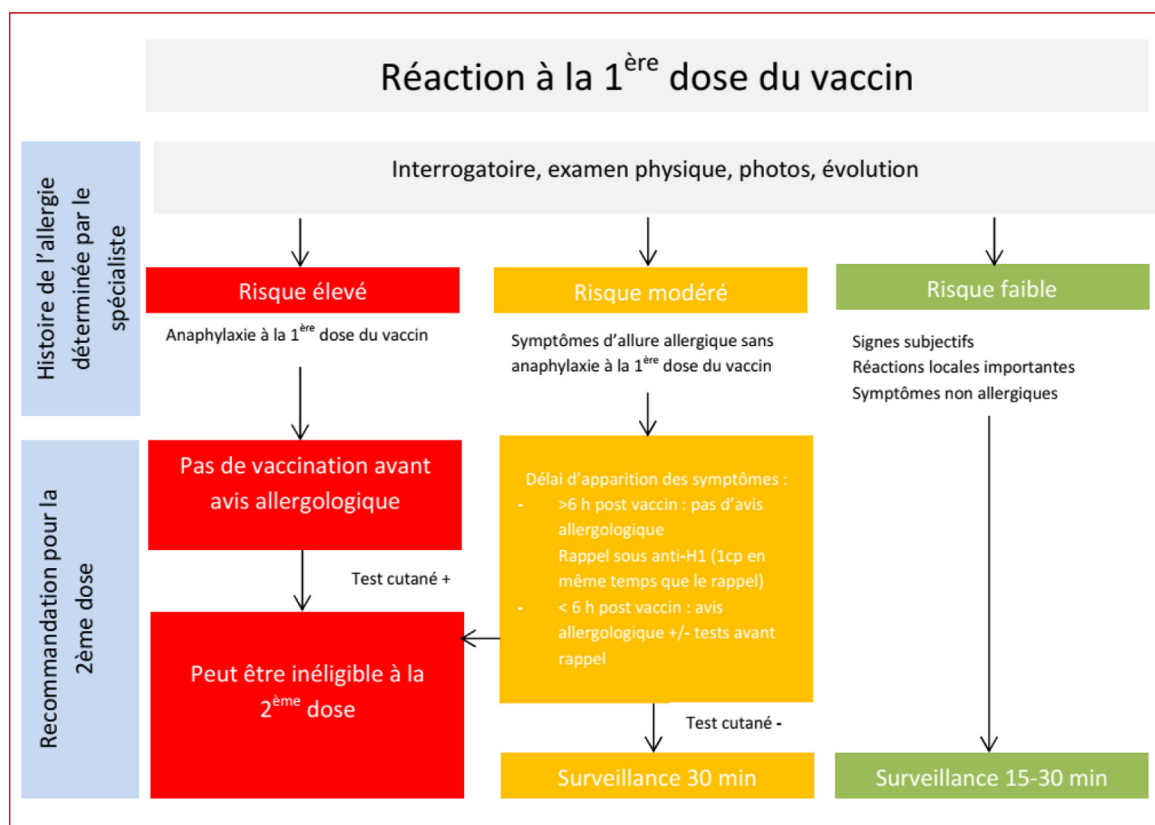 Réaction à la 1ère dose du vaccin
Histoire de l'allergie
déterminée par le
spécialiste
Interrogatoire, examen physique, photos, évolution
Risque élevé
Anaphylaxie à la 1ère dose du vaccin
Risque modéré
Symptômes d'allure allergique sans
anaphylaxie à la 1ère dose du vaccin
Risque faible
Signes subjectifs
Réactions locales importantes
Symptômes non allergiques
Recommandation pour la
2ème dose
Pas de vaccination avant
avis allergologique
Test cutané +
Peut être inéligible à la
2ème dose
Délai d'apparition des symptômes :
- >6 h post vaccin : pas d'avis
allergologique
Rappel sous anti-H1 (1cp en
même temps que le rappel)
- < 6 h post vaccin : avis
allergologique +/- tests avant
rappel
Test cutané -
Surveillance 30 min
Surveillance 15-30 min